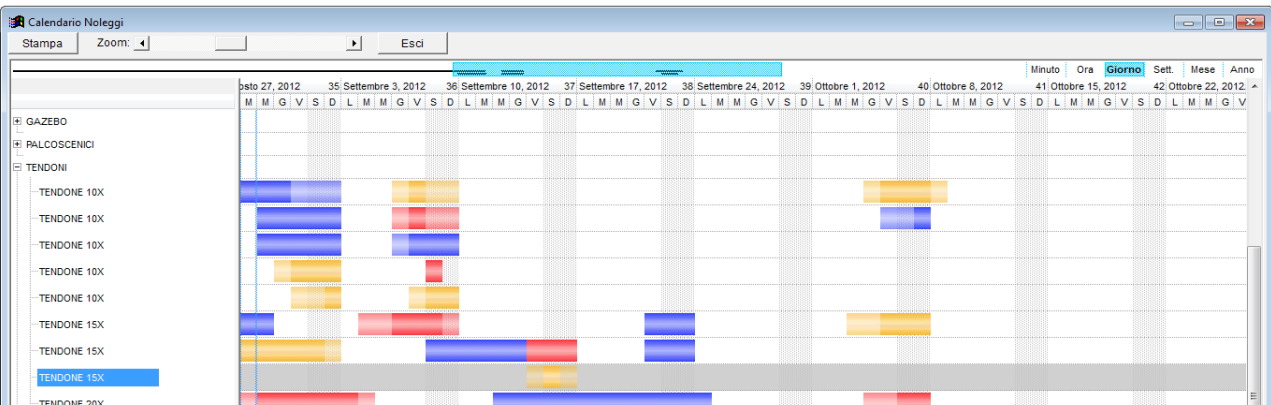 Calendario Noleggi
Stampa Zoom: Esci
Minuto Ora Giorno Sett. Mese Anno
osto 27, 2012 35 Settembre 3, 2012 36 Settembre 10, 2012 37 Settembre 17, 2012 38 Settembre 24, 2012 39 Ottobre 1, 2012 40 Ottobre 8, 2012 41 Ottobre 15, 2012 42 Ottobre 22, 2012.
M M G V S D L M M G V S D L M M G V S D L M M G V S D L M M G V S D L M M G V S D L M M G V S D L M M G V S D L M M G V
GAZEBO
PALCOSCENICI
TENDONI
TENDONE 10X
TENDONE 10X
TENDONE 10X
TENDONE 10X
TENDONE 10X
TENDONE 15X
TENDONE 15X
TENDONE 15X
TENDONE 20X